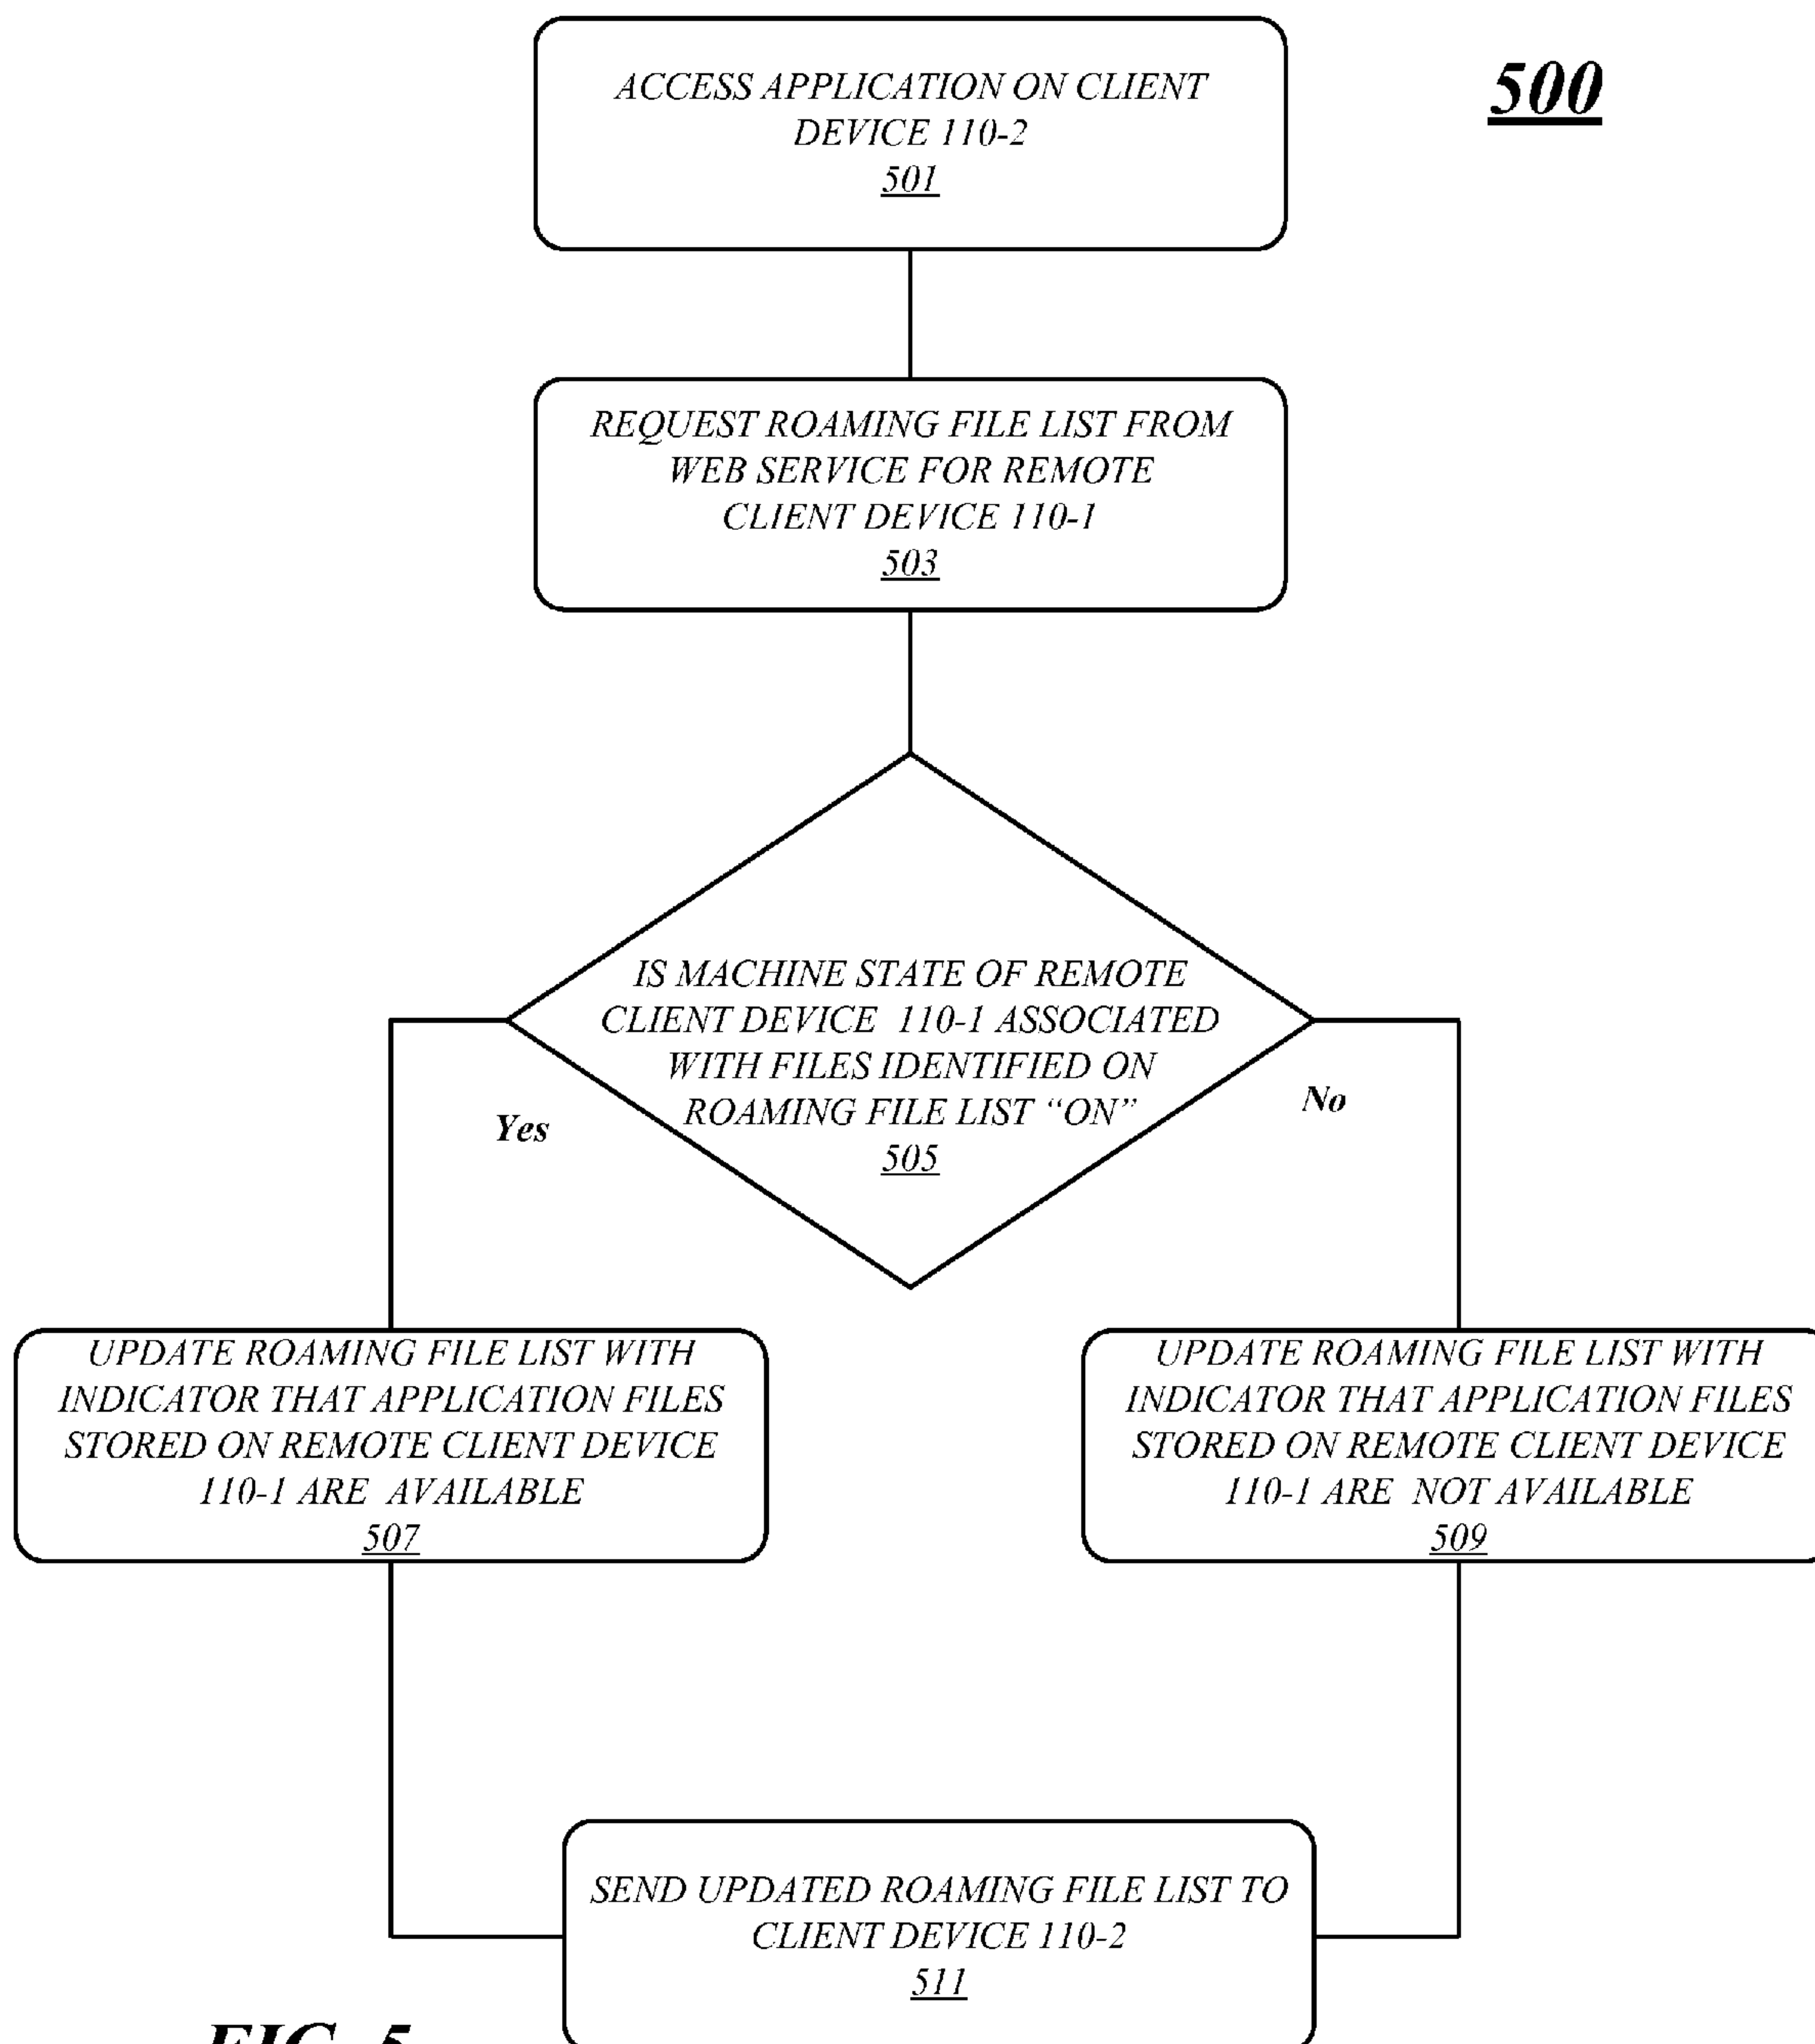 500
ACCESS APPLICATION ON CLIENT
DEVICE 110-2
501
REQUEST ROAMING FILE LIST FROM
WEB SERVICE FOR REMOTE
CLIENT DEVICE 110-1
503
IS MACHINE STATE OF REMOTE
CLIENT DEVICE 110-1 ASSOCIATED
WITH FILES IDENTIFIED ON
ROAMING FILE LIST “ON”
505
Yes
No
UPDATE ROAMING FILE LIST WITH
INDICATOR THAT APPLICATION FILES
STORED ON REMOTE CLIENT DEVICE
110-1 ARE AVAILABLE
507
UPDATE ROAMING FILE LIST WITH
INDICATOR THAT APPLICATION FILES
STORED ON REMOTE CLIENT DEVICE
110-1 ARE NOT AVAILABLE
509
SEND UPDATED ROAMING FILE LIST TO
CLIENT DEVICE 110-2
511
FIG. 5